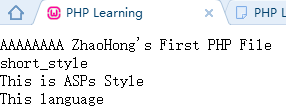 PHP Learning
PHP L
AAAAAAAA ZhaoHong's First PHP File
short_style
This is ASPs Style
This language